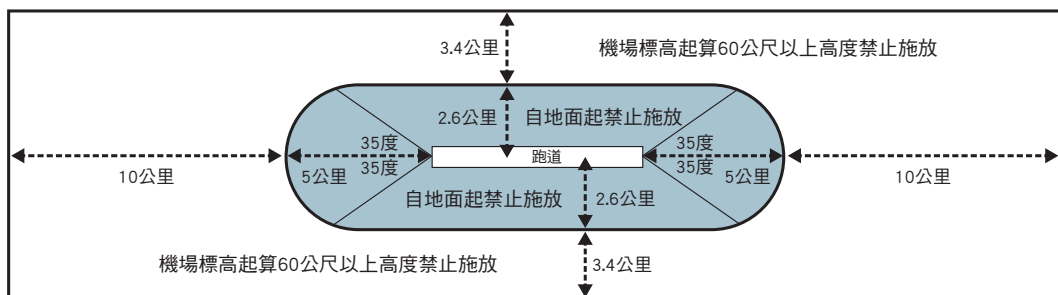 3.4公里
機場標高起算60公尺以上高度禁止施放
2.6公里
自地面起禁止施放
35度
跑道
35度
10公里
5公里
35度
35度
5公里
10公里
自地面起禁止施放
2.6公里
機場標高起算60公尺以上高度禁止施放
3.4公里